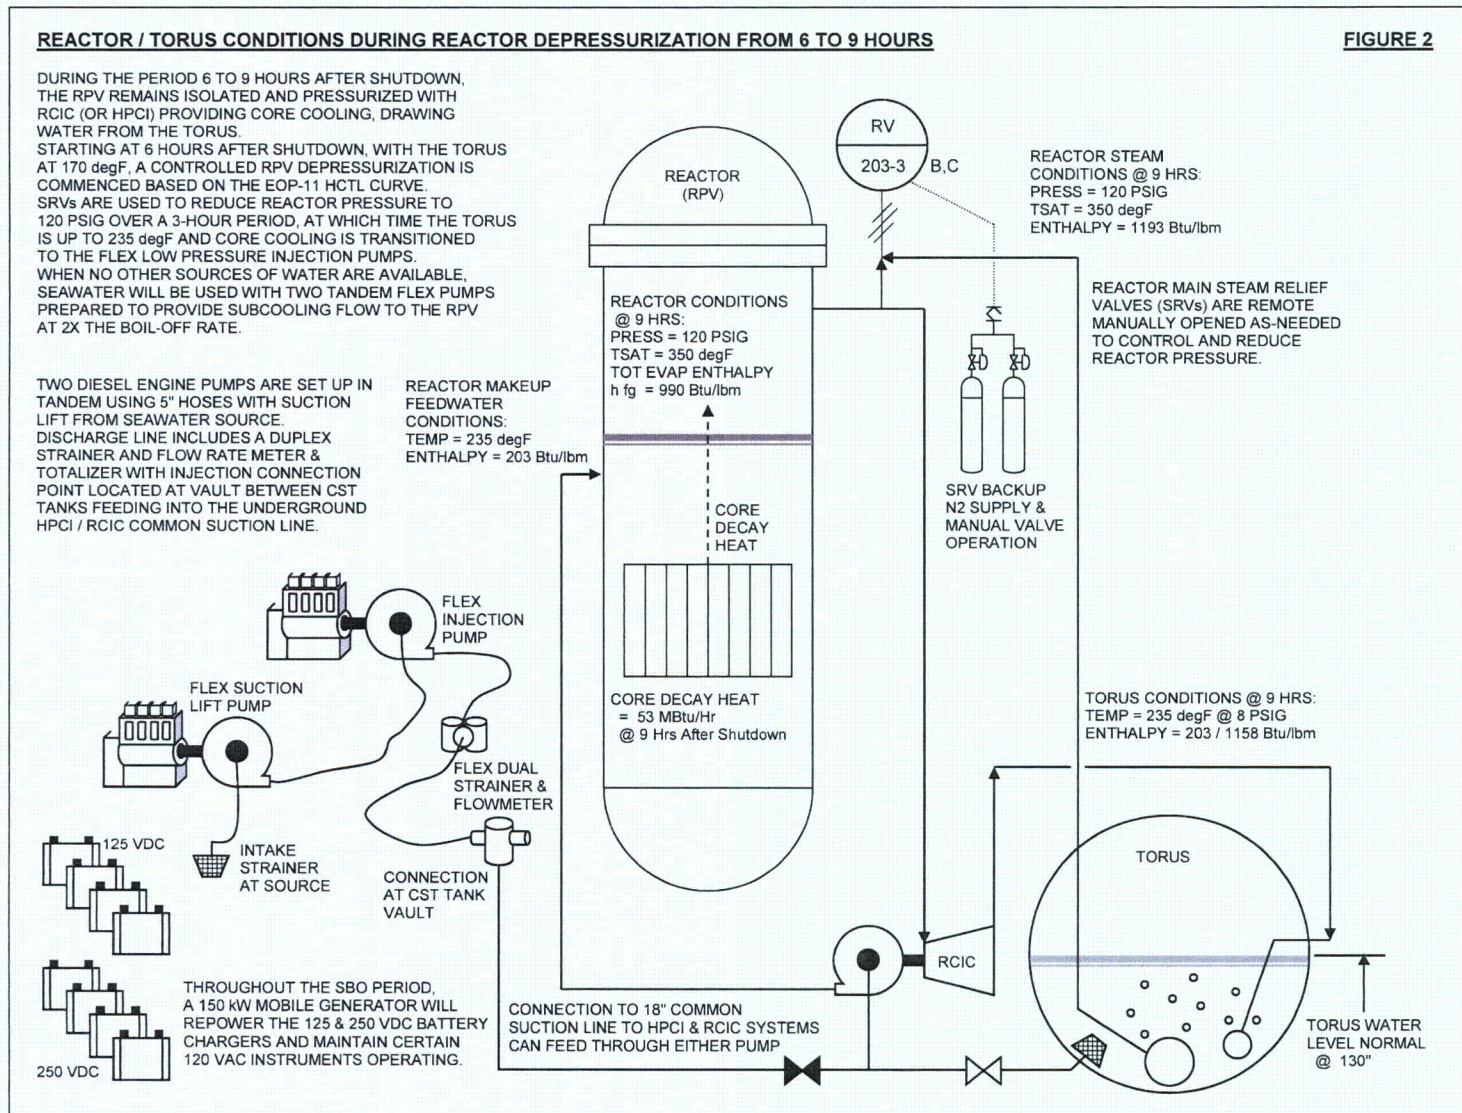 REACTOR / TORUS CONDITIONS DURING REACTOR DEPRESSURIZATION FROM 6 TO 9 HOURS
FIGURE 2
DURING THE PERIOD 6 TO 9 HOURS AFTER SHUTDOWN,
THE RPV REMAINS ISOLATED AND PRESSURIZED WITH
RCIC (OR HPCI) PROVIDING CORE COOLING, DRAWING
WATER FROM THE TORUS.
STARTING AT 6 HOURS AFTER SHUTDOWN, WITH THE TORUS
AT 170 degF, A CONTROLLED RPV DEPRESSURIZATION IS
COMMENCED BASED ON THE EOP-11 HCTL CURVE.
SRVs ARE USED TO REDUCE REACTOR PRESSURE TO
120 PSIG OVER A 3-HOUR PERIOD, AT WHICH TIME THE TORUS
IS UP TO 235 degF AND CORE COOLING IS TRANSITIONED
TO THE FLEX LOW PRESSURE INJECTION PUMPS.
WHEN NO OTHER SOURCES OF WATER ARE AVAILABLE,
SEAWATER WILL BE USED WITH TWO TANDEM FLEX PUMPS
PREPARED TO PROVIDE SUBCOOLING FLOW TO THE RPV
AT 2X THE BOIL-OFF RATE.
TWO DIESEL ENGINE PUMPS ARE SET UP IN
TANDEM USING 5" HOSES WITH SUCTION
LIFT FROM SEAWATER SOURCE.
DISCHARGE LINE INCLUDES A DUPLEX
STRAINER AND FLOW RATE METER &
TOTALIZER WITH INJECTION CONNECTION
POINT LOCATED AT VAULT BETWEEN CST
TANKS FEEDING INTO THE UNDERGROUND
HPCI / RCIC COMMON SUCTION LINE.
REACTOR MAKEUP
FEEDWATER
CONDITIONS:
TEMP = 235 degF
ENTHALPY = 203 Btu/lbm
REACTOR
(RPV)
RV
203-3
B,C
REACTOR STEAM
CONDITIONS @ 9 HRS:
PRESS = 120 PSIG
TSAT = 350 degF
ENTHALPY = 1193 Btu/lbm
REACTOR CONDITIONS
@ 9 HRS:
PRESS = 120 PSIG
TSAT = 350 degF
TOT EVAP ENTHALPY
h fg = 990 Btu/lbm
REACTOR MAIN STEAM RELIEF
VALVES (SRVs) ARE REMOTE
MANUALLY OPENED AS-NEEDED
TO CONTROL AND REDUCE
REACTOR PRESSURE.
SRV BACKUP
N2 SUPPLY &
MANUAL VALVE
OPERATION
CORE
DECAY
HEAT
CORE DECAY HEAT
= 53 MBtu/Hr
@ 9 Hrs After Shutdown
FLEX
INJECTION
PUMP
FLEX SUCTION
LIFT PUMP
FLEX DUAL
STRAINER &
FLOWMETER
INTAKE
STRAINER
AT SOURCE
CONNECTION
AT CST TANK
VAULT
125 VDC
250 VDC
THROUGHOUT THE SBO PERIOD,
A 150 kW MOBILE GENERATOR WILL
REPOWER THE 125 & 250 VDC BATTERY
CHARGERS AND MAINTAIN CERTAIN
120 VAC INSTRUMENTS OPERATING.
CONNECTION TO 18" COMMON
SUCTION LINE TO HPCI & RCIC SYSTEMS
CAN FEED THROUGH EITHER PUMP
RCIC
TORUS CONDITIONS @ 9 HRS:
TEMP = 235 degF @ 8 PSIG
ENTHALPY = 203 / 1158 Btu/lbm
TORUS
TORUS WATER
LEVEL NORMAL
@ 130"